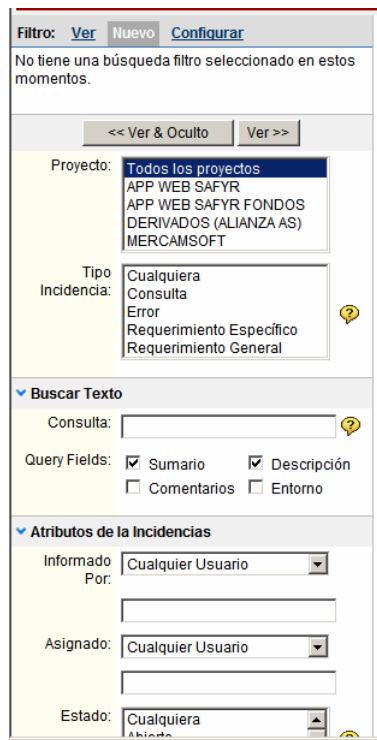 Filtro: Ver Nuevo Configurar
No tiene una búsqueda filtro seleccionado en estos
momentos.
<< Ver & Oculto Ver >>
Proyecto:
Todos los proyectos
APP WEB SAFYR
APP WEB SAFYR FONDOS
DERIVADOS (ALIANZA AS)
MERCAMSOFT
Tipo
Incidencia:
Cualquiera
Consulta
Error
Requerimiento Específico
Requerimiento General
Buscar Texto
Consulta:
Query Fields: Sumario Descripción
Comentarios Entorno
Atributos de la Incidencias
Informado
Por:
Cualquier Usuario
Asignado: Cualquier Usuario
Estado: Cualquiera
Abierto